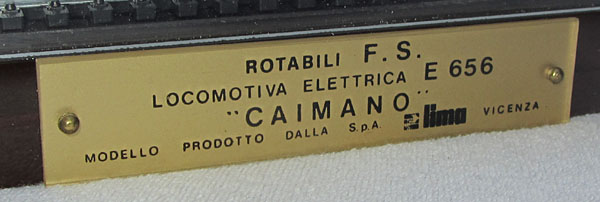 ROTABILI F.S.
LOCOMOTIVA ELETTRICA E 656
"CAIMANO"
MODELLO PRODOTTO DALLA S.p.A. lima VICENZA